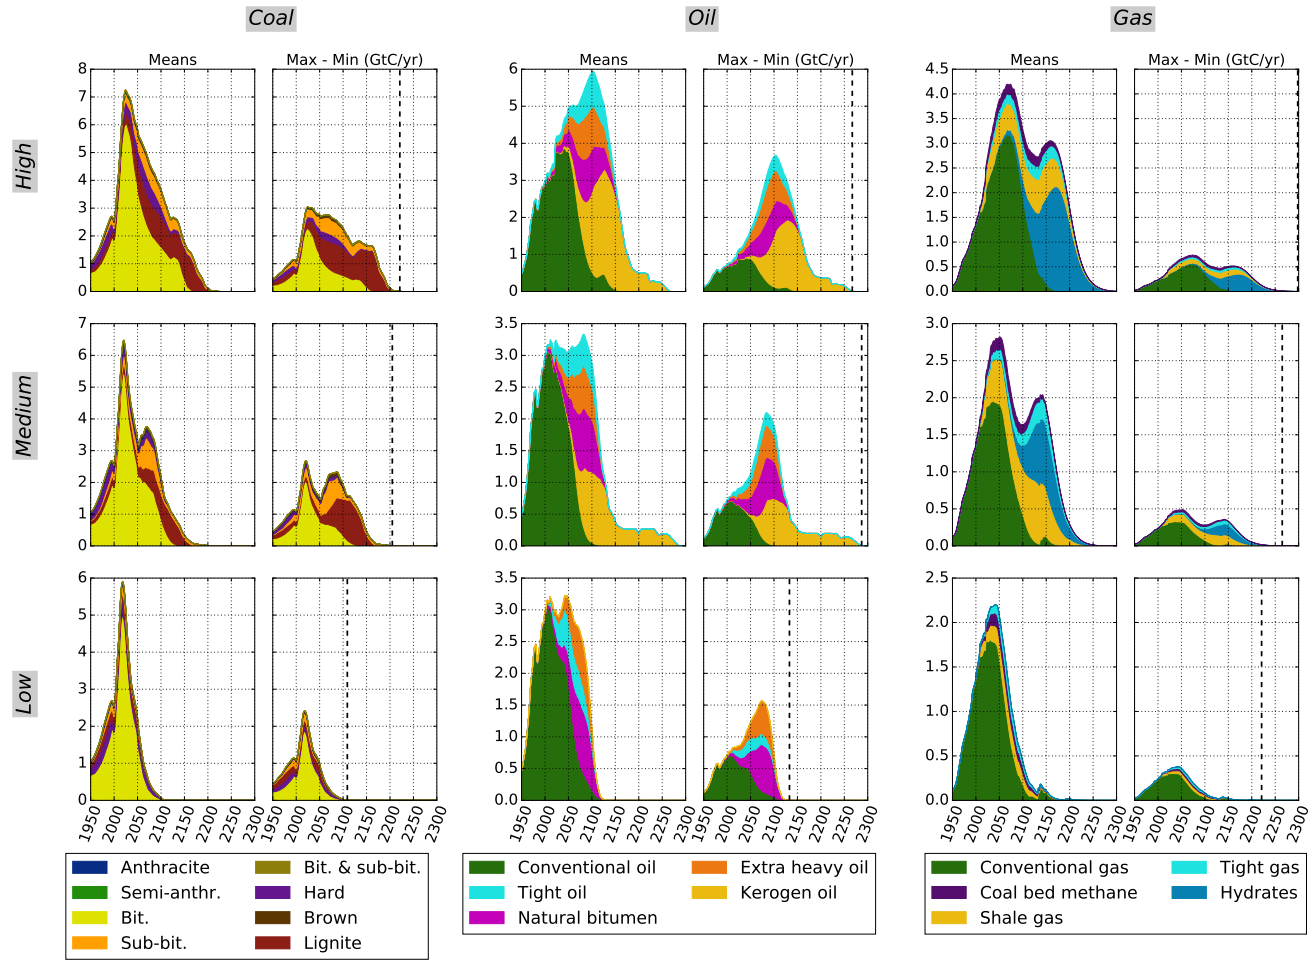 Coal Oil Gas
Means Max - Min (GtC/yr) Means Max - Min (GtC/yr) Means Max - Min (GtC/yr)
High
8 7 6 5 4 3 2 1 0
6 5 4 3 2 1 0
4.5 4.0 3.5 3.0 2.5 2.0 1.5 1.0 0.5 0.0
Medium
7 6 5 4 3 2 1 0
3.5 3.0 2.5 2.0 1.5 1.0 0.5 0.0
3.0 2.5 2.0 1.5 1.0 0.5 0.0
Low
6 5 4 3 2 1 0
3.5 3.0 2.5 2.0 1.5 1.0 0.5 0.0
2.5 2.0 1.5 1.0 0.5 0.0
1950 2000 2050 2100 2150 2200 2250 2300 1950 2000 2050 2100 2150 2200 2250 2300
1950 2000 2050 2100 2150 2200 2250 2300 1950 2000 2050 2100 2150 2200 2250 2300
1950 2000 2050 2100 2150 2200 2250 2300 1950 2000 2050 2100 2150 2200 2250 2300
Anthracite Bit. & sub-bit.
Semi-anthr. Hard
Bit. Brown
Sub-bit. Lignite
Conventional oil Extra heavy oil
Tight oil Kerogen oil
Natural bitumen
Conventional gas Tight gas
Coal bed methane Hydrates
Shale gas